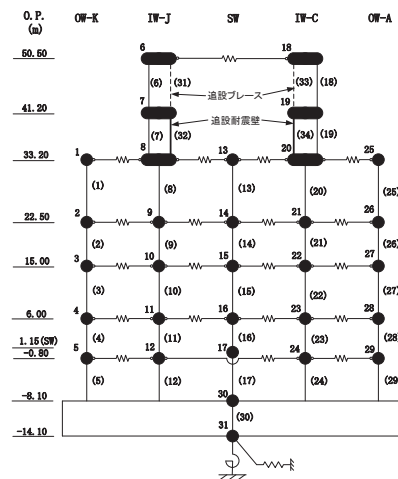 O.P. OW-K IW-J SW IW-C OW-A
(m)
50.50 6 18
(6) (31) (33) (18)
追設ブレース
41.20 7 19
追設耐震壁
(7) (32) (34) (19)
33.20 1 8 13 20 25
(1) (8) (13) (20) (25)
22.50 2 9 14 21 26
(2) (9) (14) (21) (26)
15.00 3 10 15 22 27
(3) (10) (15) (22) (27)
6.00 4 11 16 23 28
(4) (11) (16) (23) (28)
1.15(SW) 17
-0.80 5 12 24 29
(5) (12) (17) (24) (29
-8.10 30
(30)
-14.10 31